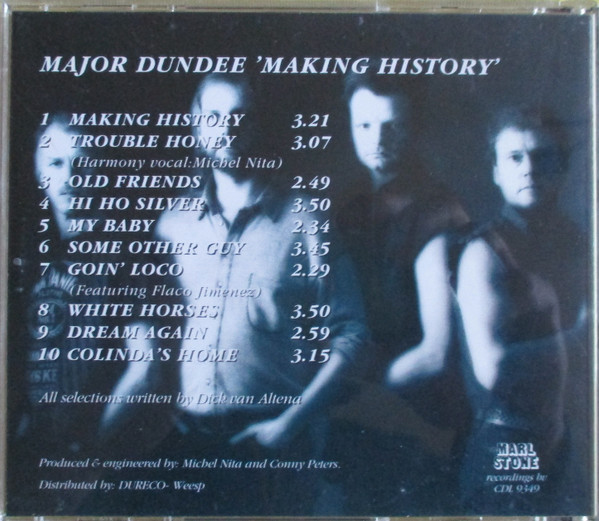 MAJOR DUNDEE 'MAKING HISTORY'
1 MAKING HISTORY 3.21
2 TROUBLE HONEY 3.07
(Harmony vocal:Michel Nita)
3 OLD FRIENDS 2.49
4 HI HO SILVER 3.50
5 MY BABY 2.34
6 SOME OTHER GUY 3.45
7 GOIN' LOCO 2.29
(Featuring Flaco Jimenez)
8 WHITE HORSES 3.50
9 DREAM AGAIN 2.59
10 COLINDA'S HOME 3.15
All selections written by Dick van Altena
Produced & engineered by: Michel Nita and Conny Peters.
Distributed by: DURECO- Weesp
MARL
STONE
recordings bv
CDL 9349